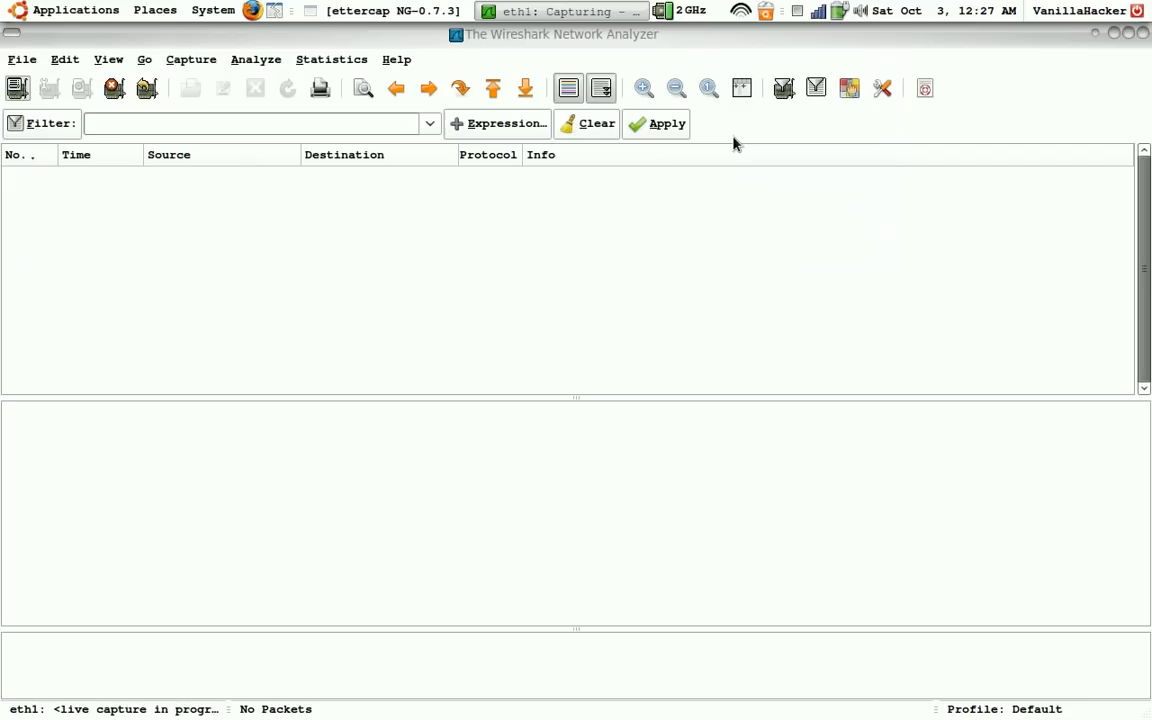 Applications Places System [ettercap NG-0.7.3] eth1: Capturing - ... 2 GHz Sat Oct 3, 12:27 AM VanillaHacker
The Wireshark Network Analyzer
File Edit View Go Capture Analyze Statistics Help
Filter: Expression... Clear Apply
No. . Time Source Destination Protocol Info
eth1: <live capture in progr... No Packets Profile: Default